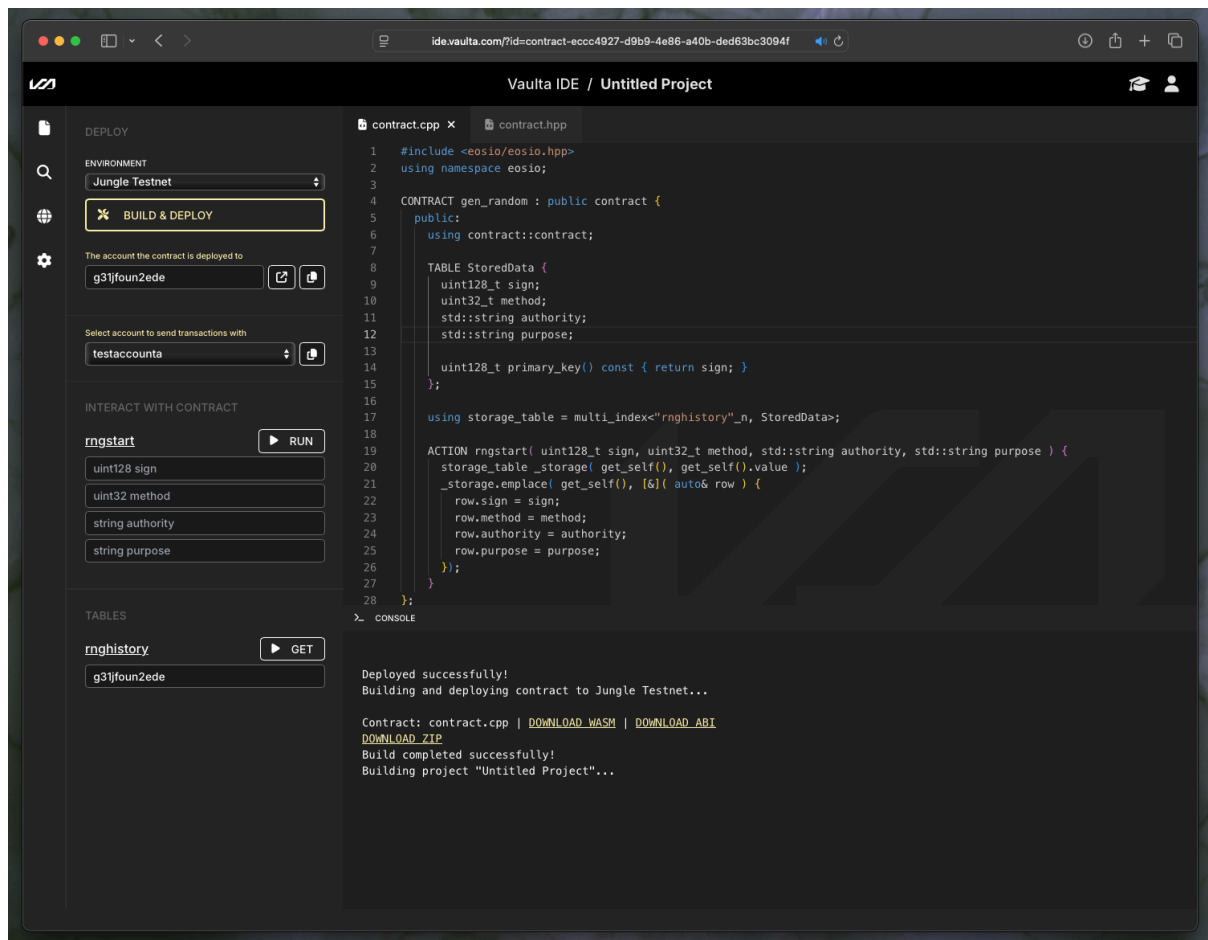 ide.vaulta.com/?id=contract-eccc4927-d9b9-4e86-a40b-ded63bc3094f
Vaulta IDE / Untitled Project
DEPLOY
ENVIRONMENT
Jungle Testnet
BUILD & DEPLOY
The account the contract is deployed to
g31jfoun2ede
Select account to send transactions with
testaccounta
INTERACT WITH CONTRACT
rngstart
RUN
uint128 sign
uint32 method
string authority
string purpose
TABLES
rnghistory
GET
g31jfoun2ede
contract.cpp
contract.hpp
1 #include <eosio/eosio.hpp>
2 using namespace eosio;
3
4 CONTRACT gen_random : public contract {
5 public:
6 using contract::contract;
7
8 TABLE StoredData {
9 uint128_t sign;
10 uint32_t method;
11 std::string authority;
12 std::string purpose;
13
14 uint128_t primary_key() const { return sign; }
15 };
16
17 using storage_table = multi_index<"rnghistory"_n, StoredData>;
18
19 ACTION rngstart( uint128_t sign, uint32_t method, std::string authority, std::string purpose ) {
20 storage_table _storage( get_self(), get_self().value );
21 _storage.emplace( get_self(), [&]( auto& row ) {
22 row.sign = sign;
23 row.method = method;
24 row.authority = authority;
25 row.purpose = purpose;
26 });
27 }
28 };
CONSOLE
Deployed successfully!
Building and deploying contract to Jungle Testnet...
Contract: contract.cpp | DOWNLOAD WASM | DOWNLOAD ABI
DOWNLOAD ZIP
Build completed successfully!
Building project "Untitled Project"...